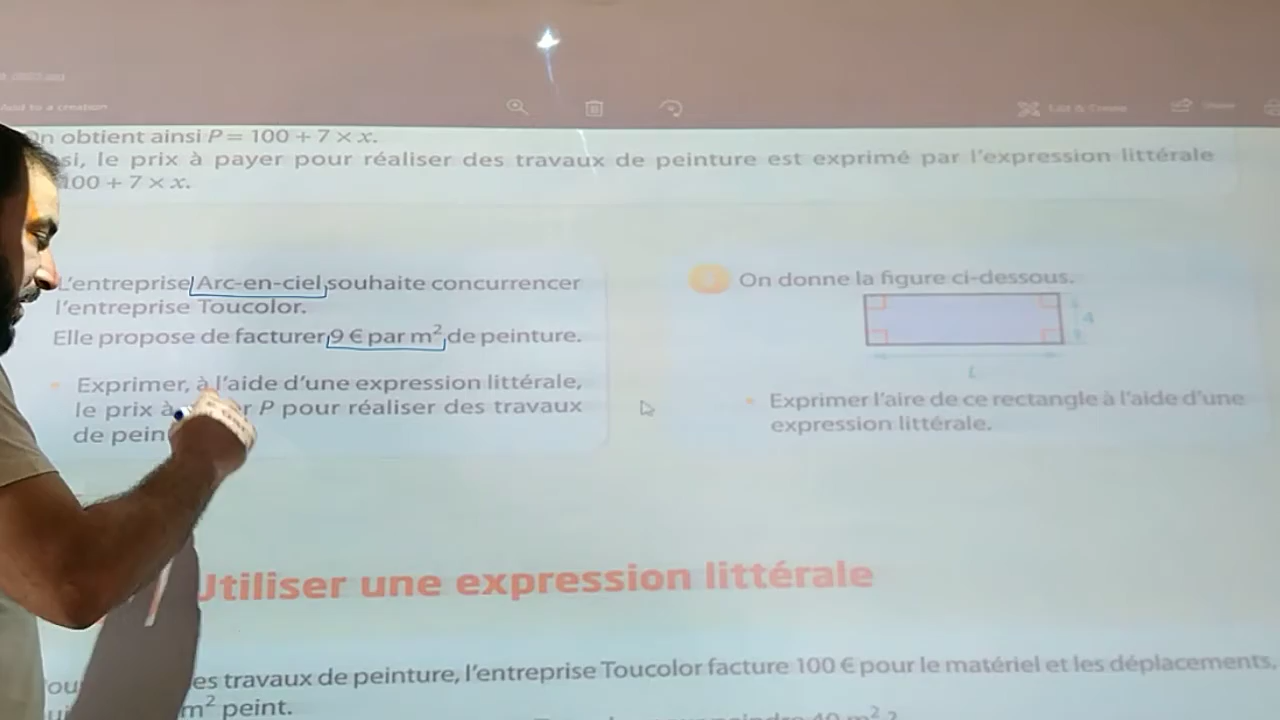 Add to a creation
Edit & Create
Share
On obtient ainsi P = 100 + 7 × x.
si, le prix à payer pour réaliser des travaux de peinture est exprimé par l'expression littérale
100 + 7 × x.
L'entreprise Arc-en-ciel souhaite concurrencer
l'entreprise Toucolor.
Elle propose de facturer 9 € par m² de peinture.
Exprimer, à l'aide d'une expression littérale,
le prix à r P pour réaliser des travaux
de pein
On donne la figure ci-dessous.
4
L
Exprimer l'aire de ce rectangle à l'aide d'une
expression littérale.
Utiliser une expression littérale
es travaux de peinture, l'entreprise Toucolor facture 100 € pour le matériel et les déplacements,
m² peint.